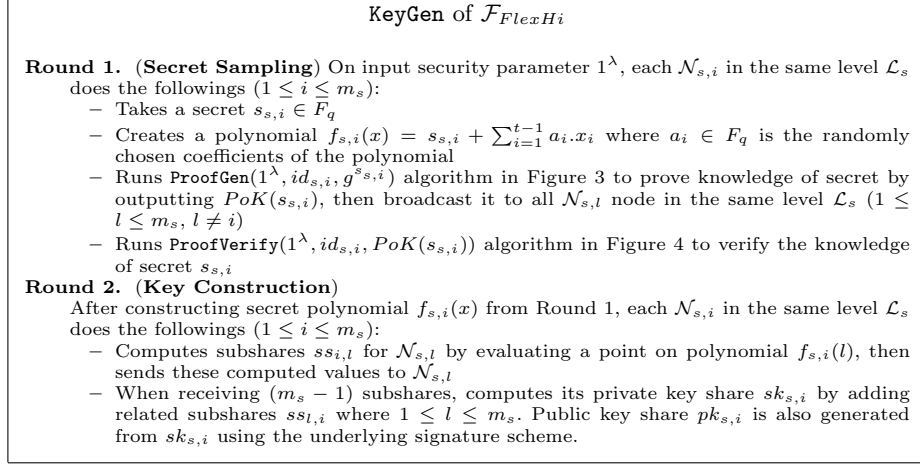 KeyGen of 𝓕_{FlexHi}
Round 1. (Secret Sampling) On input security parameter 1^λ, each 𝒩_{s,i} in the same level ℒ_s
does the followings (1 ≤ i ≤ m_s):
– Takes a secret s_{s,i} ∈ F_q
– Creates a polynomial f_{s,i}(x) = s_{s,i} + ∑_{i=1}^{t−1} a_i.x_i where a_i ∈ F_q is the randomly
chosen coefficients of the polynomial
– Runs ProofGen(1^λ, id_{s,i}, g^{s_{s,i}}) algorithm in Figure 3 to prove knowledge of secret by
outputting PoK(s_{s,i}), then broadcast it to all 𝒩_{s,l} node in the same level ℒ_s (1 ≤
l ≤ m_s, l ≠ i)
– Runs ProofVerify(1^λ, id_{s,i}, PoK(s_{s,i})) algorithm in Figure 4 to verify the knowledge
of secret s_{s,i}
Round 2. (Key Construction)
After constructing secret polynomial f_{s,i}(x) from Round 1, each 𝒩_{s,i} in the same level ℒ_s
does the followings (1 ≤ i ≤ m_s):
– Computes subshares ss_{i,l} for 𝒩_{s,l} by evaluating a point on polynomial f_{s,i}(l), then
sends these computed values to 𝒩_{s,l}
– When receiving (m_s − 1) subshares, computes its private key share sk_{s,i} by adding
related subshares ss_{l,i} where 1 ≤ l ≤ m_s. Public key share pk_{s,i} is also generated
from sk_{s,i} using the underlying signature scheme.